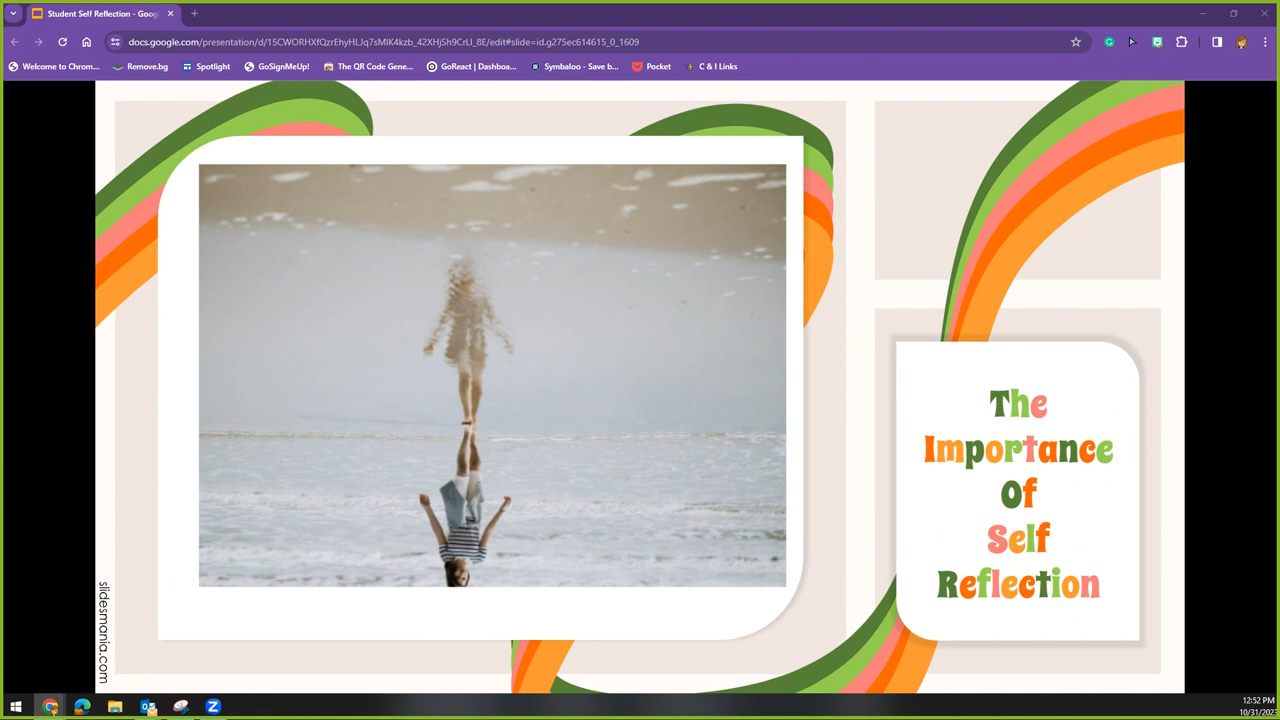 Student Self Reflection - Goog
docs.google.com/presentation/d/15CWORHXfQzrEhyHLJq7sMIK4kzb_42XHjSh9CrLI_8E/edit#slide=id.g275ec614615_0_1609
Welcome to Chrom... Remove.bg Spotlight GoSignMeUp! The QR Code Gene... GoReact | Dashboa... Symbaloo - Save b... Pocket C & I Links
The
Importance
Of
Self
Reflection
slidesmania.com
12:52 PM
10/31/202